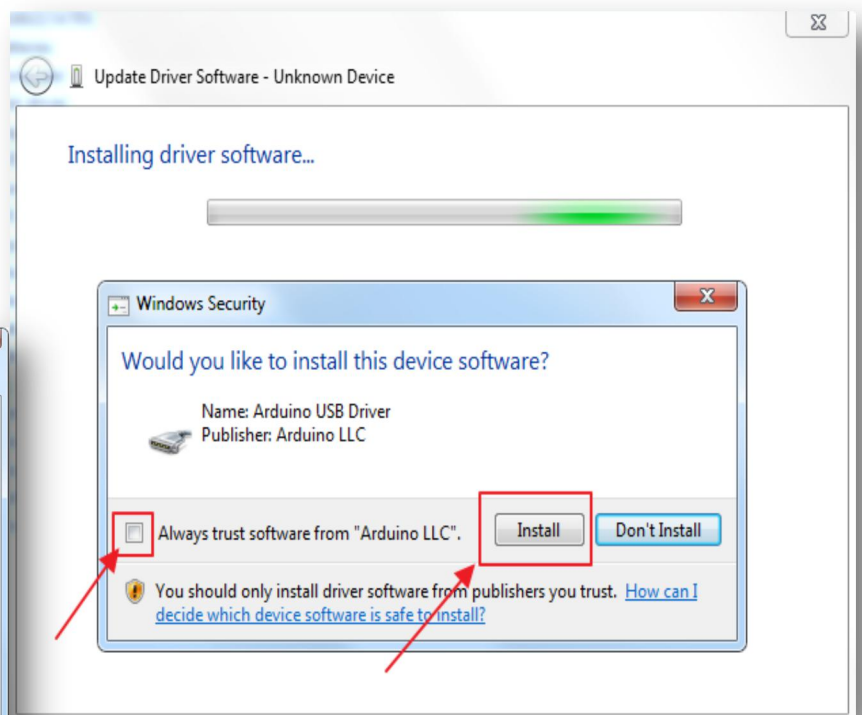 Update Driver Software - Unknown Device
Installing driver software...
Windows Security
Would you like to install this device software?
Name: Arduino USB Driver
Publisher: Arduino LLC
Always trust software from "Arduino LLC".
Install
Don't Install
You should only install driver software from publishers you trust. How can I
decide which device software is safe to install?